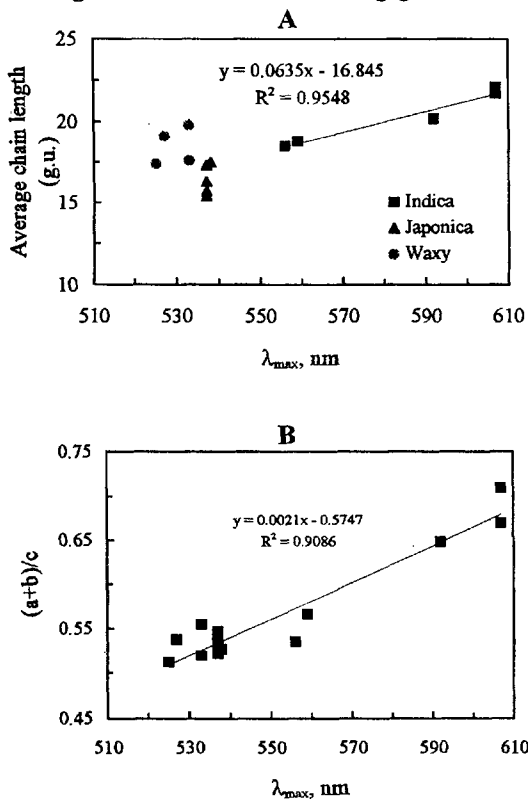 A
25
20
15
10
Average chain length
(g.u.)
y = 0.0635x - 16.845
R² = 0.9548
Indica
Japonica
Waxy
510 530 550 570 590 610
λmax, nm
B
0.75
0.65
0.55
0.45
(a+b)/c
y = 0.0021x - 0.5747
R² = 0.9086
510 530 550 570 590 610
λmax, nm